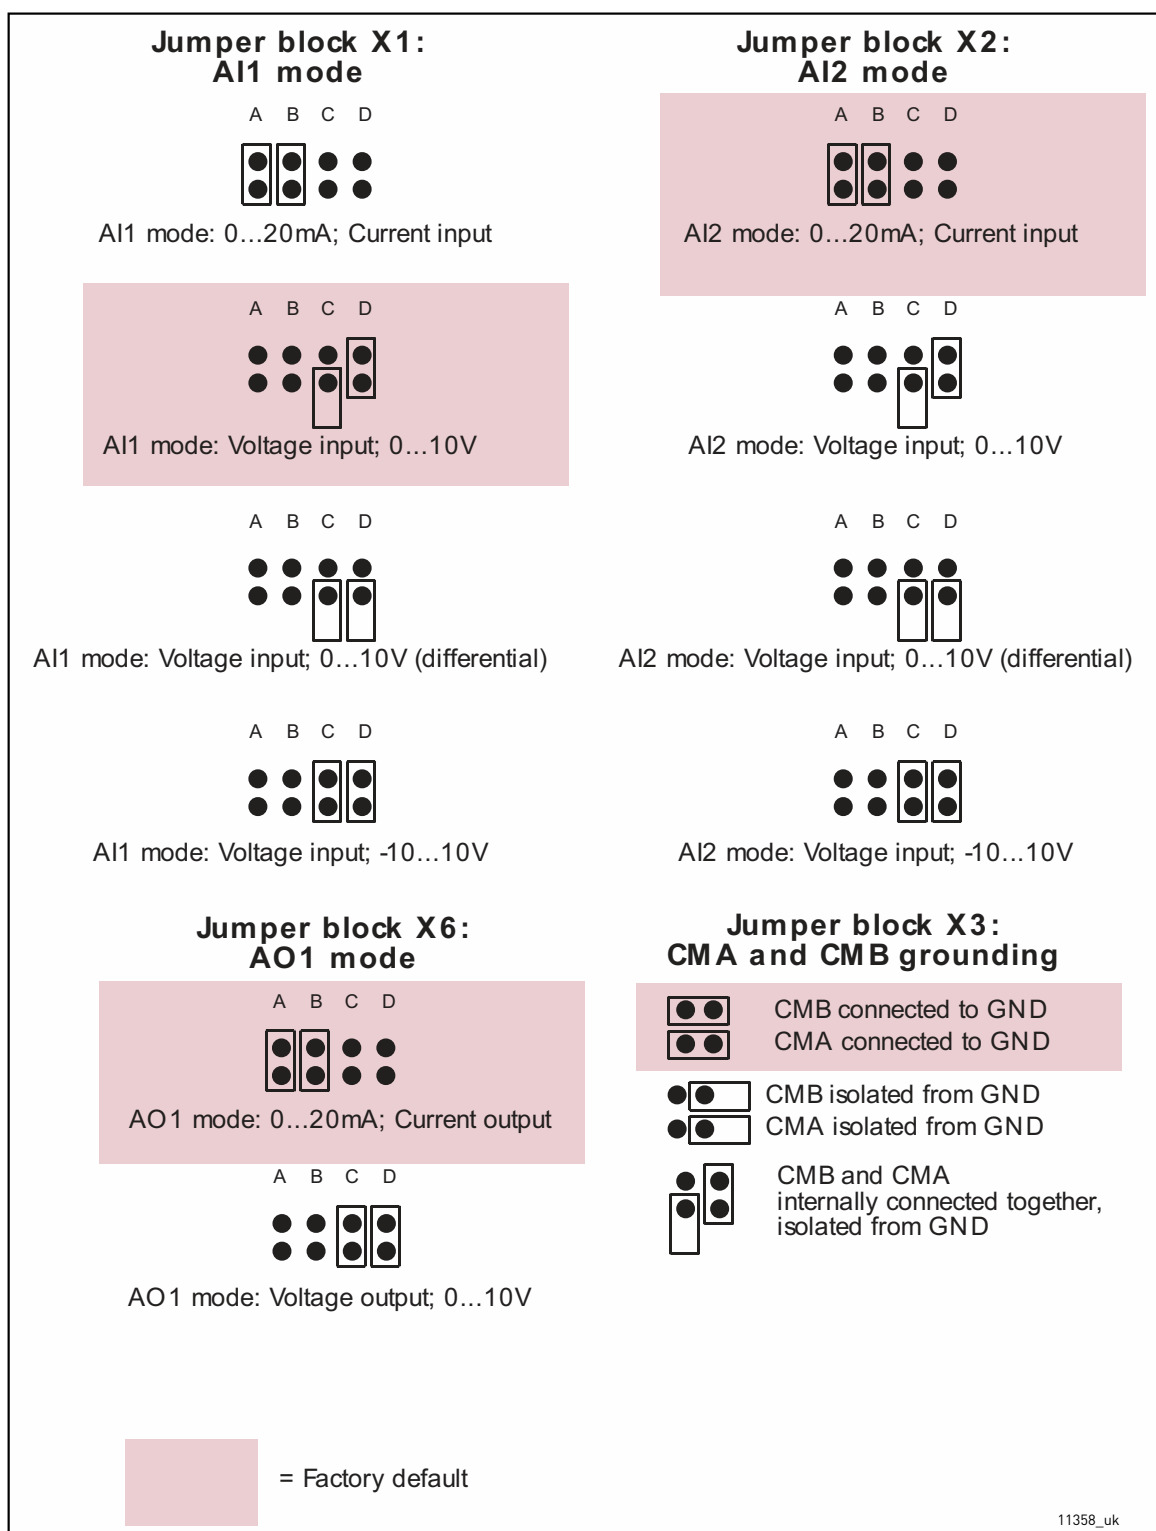 Jumper block X1:
AI1 mode
A B C D
AI1 mode: 0...20mA; Current input
A B C D
AI1 mode: Voltage input; 0...10V
A B C D
AI1 mode: Voltage input; 0...10V (differential)
A B C D
AI1 mode: Voltage input; -10...10V
Jumper block X2:
AI2 mode
A B C D
AI2 mode: 0...20mA; Current input
A B C D
AI2 mode: Voltage input; 0...10V
A B C D
AI2 mode: Voltage input; 0...10V (differential)
A B C D
AI2 mode: Voltage input; -10...10V
Jumper block X6:
AO1 mode
A B C D
AO1 mode: 0...20mA; Current output
A B C D
AO1 mode: Voltage output; 0...10V
Jumper block X3:
CMA and CMB grounding
CMB connected to GND
CMA connected to GND
CMB isolated from GND
CMA isolated from GND
CMB and CMA
internally connected together,
isolated from GND
= Factory default
11358_uk